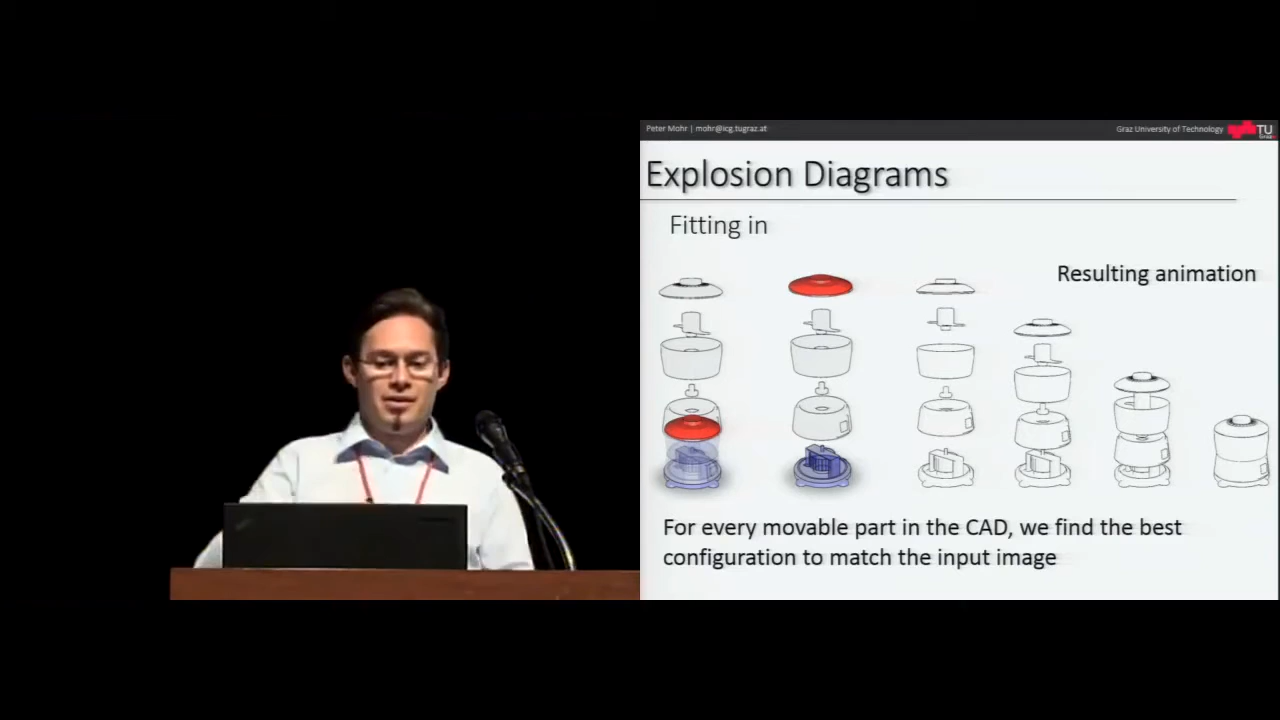 Peter Mohr | mohr@icg.tugraz.at
Graz University of Technology
TU
Graz
Explosion Diagrams
Fitting in
Resulting animation
For every movable part in the CAD, we find the best
configuration to match the input image